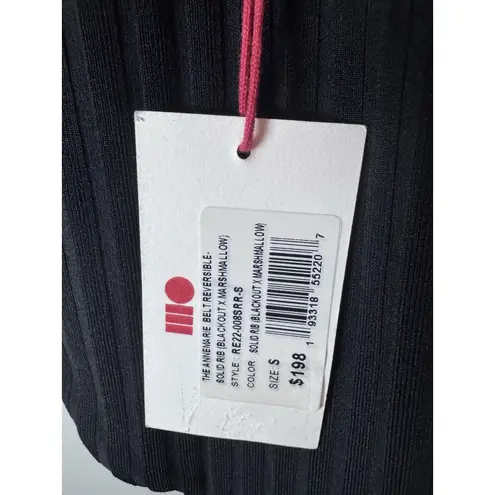 THE ANNEMARIE BELT REVERSIBLE-
SOLID RIB (BLACKOUT X MARSHMALLOW)
STYLE: RE22-008SRR-S
COLOR: SOLID RIB (BLACKOUT X MARSHMALLOW)
SIZE: S
$198
1 93318 55220 7